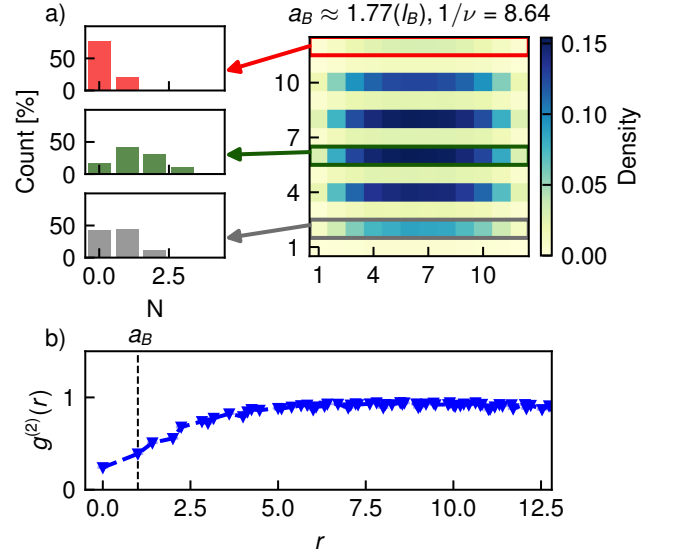 a)
a_B ≈ 1.77(l_B), 1/ν = 8.64
50
0
50
0
50
0
0.0 2.5
N
Count [%]
10
7
4
1
1 4 7 10
0.15
0.10
0.05
0.00
Density
b)
a_B
1
0
g^(2)(r)
0.0 2.5 5.0 7.5 10.0 12.5
r